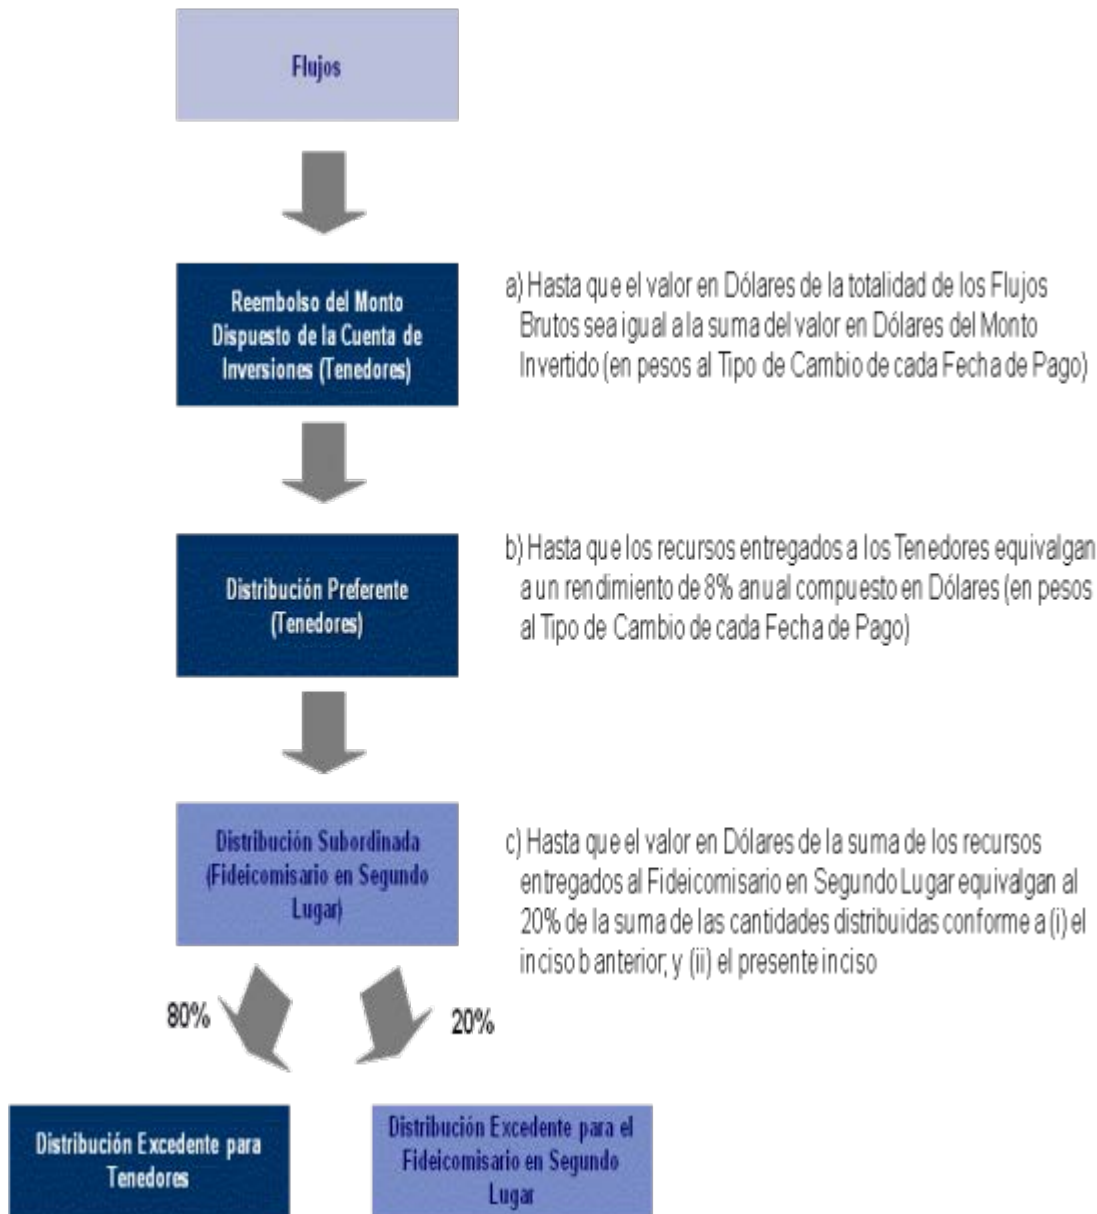 Flujos
Reembolso del Monto
Dispuesto de la Cuenta de
Inversiones (Tenedores)
a) Hasta que el valor en Dólares de la totalidad de los Flujos
Brutos sea igual a la suma del valor en Dólares del Monto
Invertido (en pesos al Tipo de Cambio de cada Fecha de Pago)
Distribución Preferente
(Tenedores)
b) Hasta que los recursos entregados a los Tenedores equivalgan
a un rendimiento de 8% anual compuesto en Dólares (en pesos
al Tipo de Cambio de cada Fecha de Pago)
Distribución Subordinada
(Fideicomisario en Segundo
Lugar)
c) Hasta que el valor en Dólares de la suma de los recursos
entregados al Fideicomisario en Segundo Lugar equivalgan al
20% de la suma de las cantidades distribuidas conforme a (i) el
inciso b anterior; y (ii) el presente inciso
80%
20%
Distribución Excedente para
Tenedores
Distribución Excedente para el
Fideicomisario en Segundo
Lugar